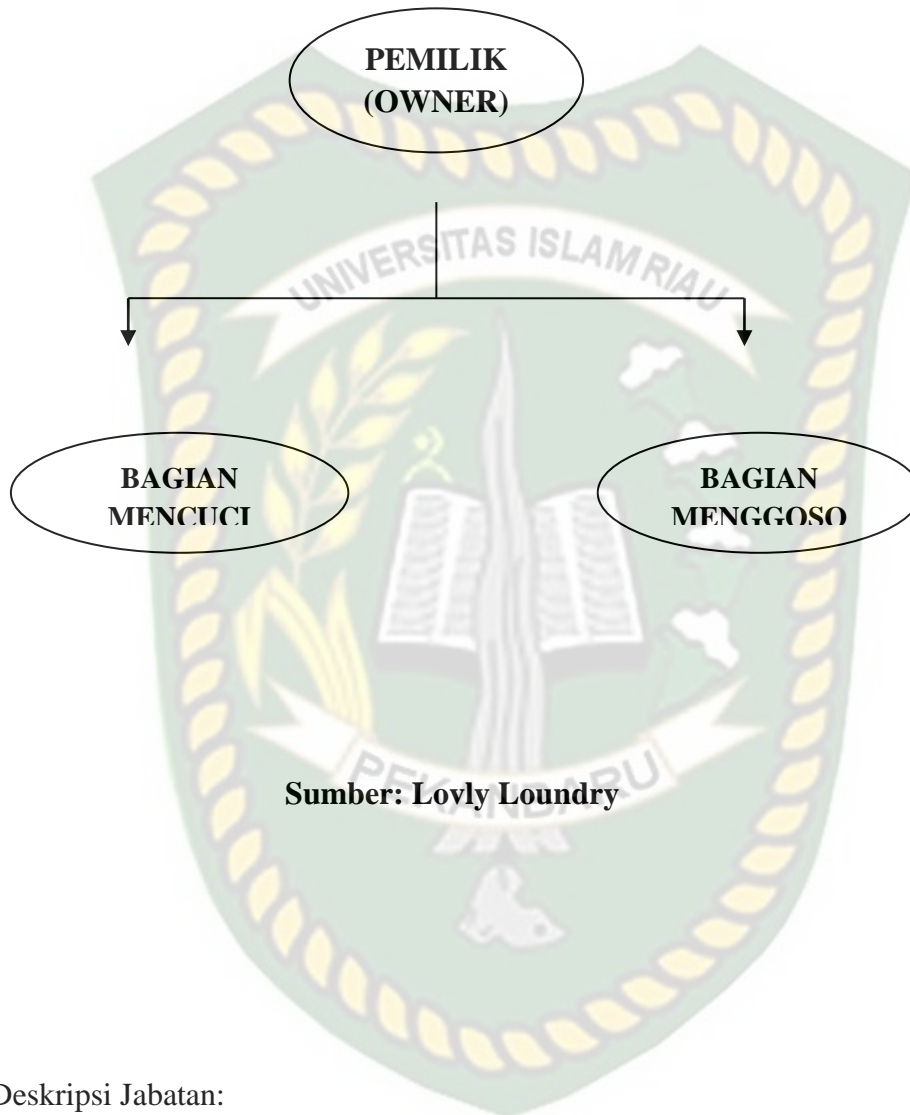 PEMILIK
(OWNER)
UNIVERSITAS ISLAM RIAU
BAGIAN
MENCUCI
BAGIAN
MENGGOSO
PEKANBARU
Sumber: Lovly Loundry
Deskripsi Jabatan: